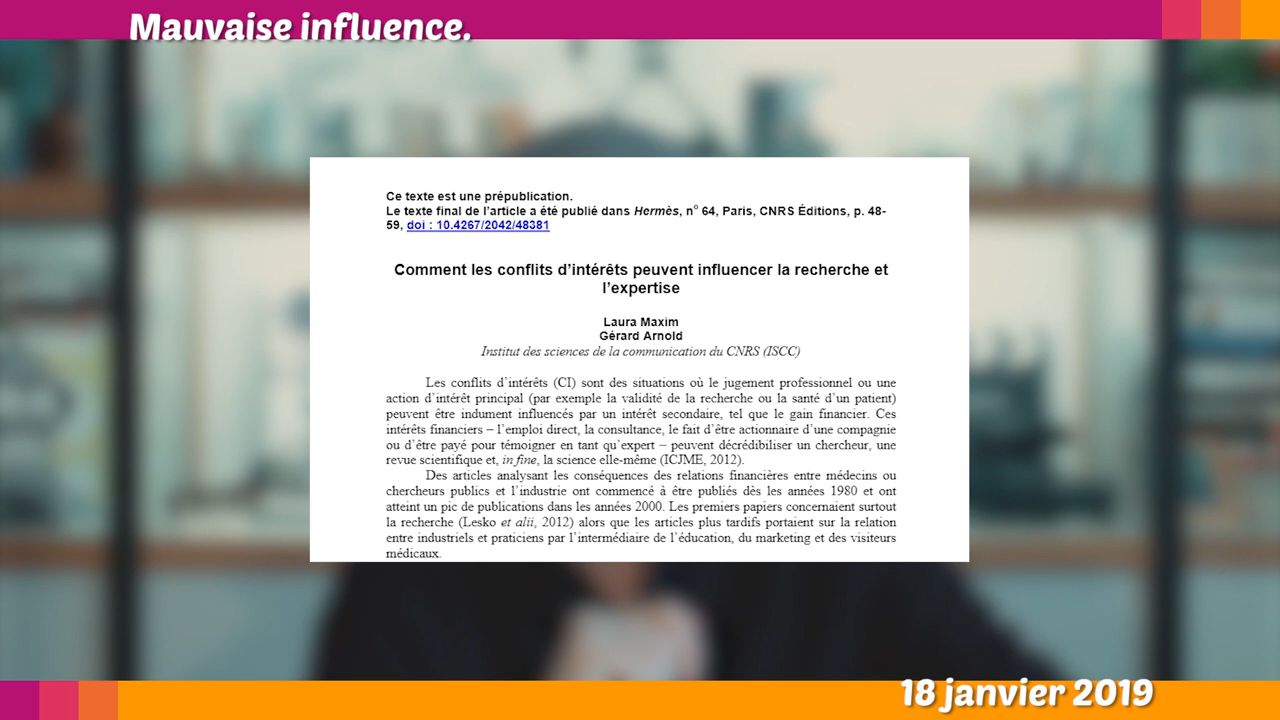 Mauvaise influence.
Ce texte est une prépublication.
Le texte final de l'article a été publié dans Hermès, n° 64, Paris, CNRS Éditions, p. 48-
59, doi : 10.4267/2042/48381
Comment les conflits d'intérêts peuvent influencer la recherche et
l'expertise
Laura Maxim
Gérard Arnold
Institut des sciences de la communication du CNRS (ISCC)
Les conflits d'intérêts (CI) sont des situations où le jugement professionnel ou une
action d'intérêt principal (par exemple la validité de la recherche ou la santé d'un patient)
peuvent être indument influencés par un intérêt secondaire, tel que le gain financier. Ces
intérêts financiers – l'emploi direct, la consultance, le fait d'être actionnaire d'une compagnie
ou d'être payé pour témoigner en tant qu'expert – peuvent décrédibiliser un chercheur, une
revue scientifique et, in fine, la science elle-même (ICJME, 2012).
Des articles analysant les conséquences des relations financières entre médecins ou
chercheurs publics et l'industrie ont commencé à être publiés dès les années 1980 et ont
atteint un pic de publications dans les années 2000. Les premiers papiers concernaient surtout
la recherche (Lesko et alii, 2012) alors que les articles plus tardifs portaient sur la relation
entre industriels et praticiens par l'intermédiaire de l'éducation, du marketing et des visiteurs
médicaux.
18 janvier 2019